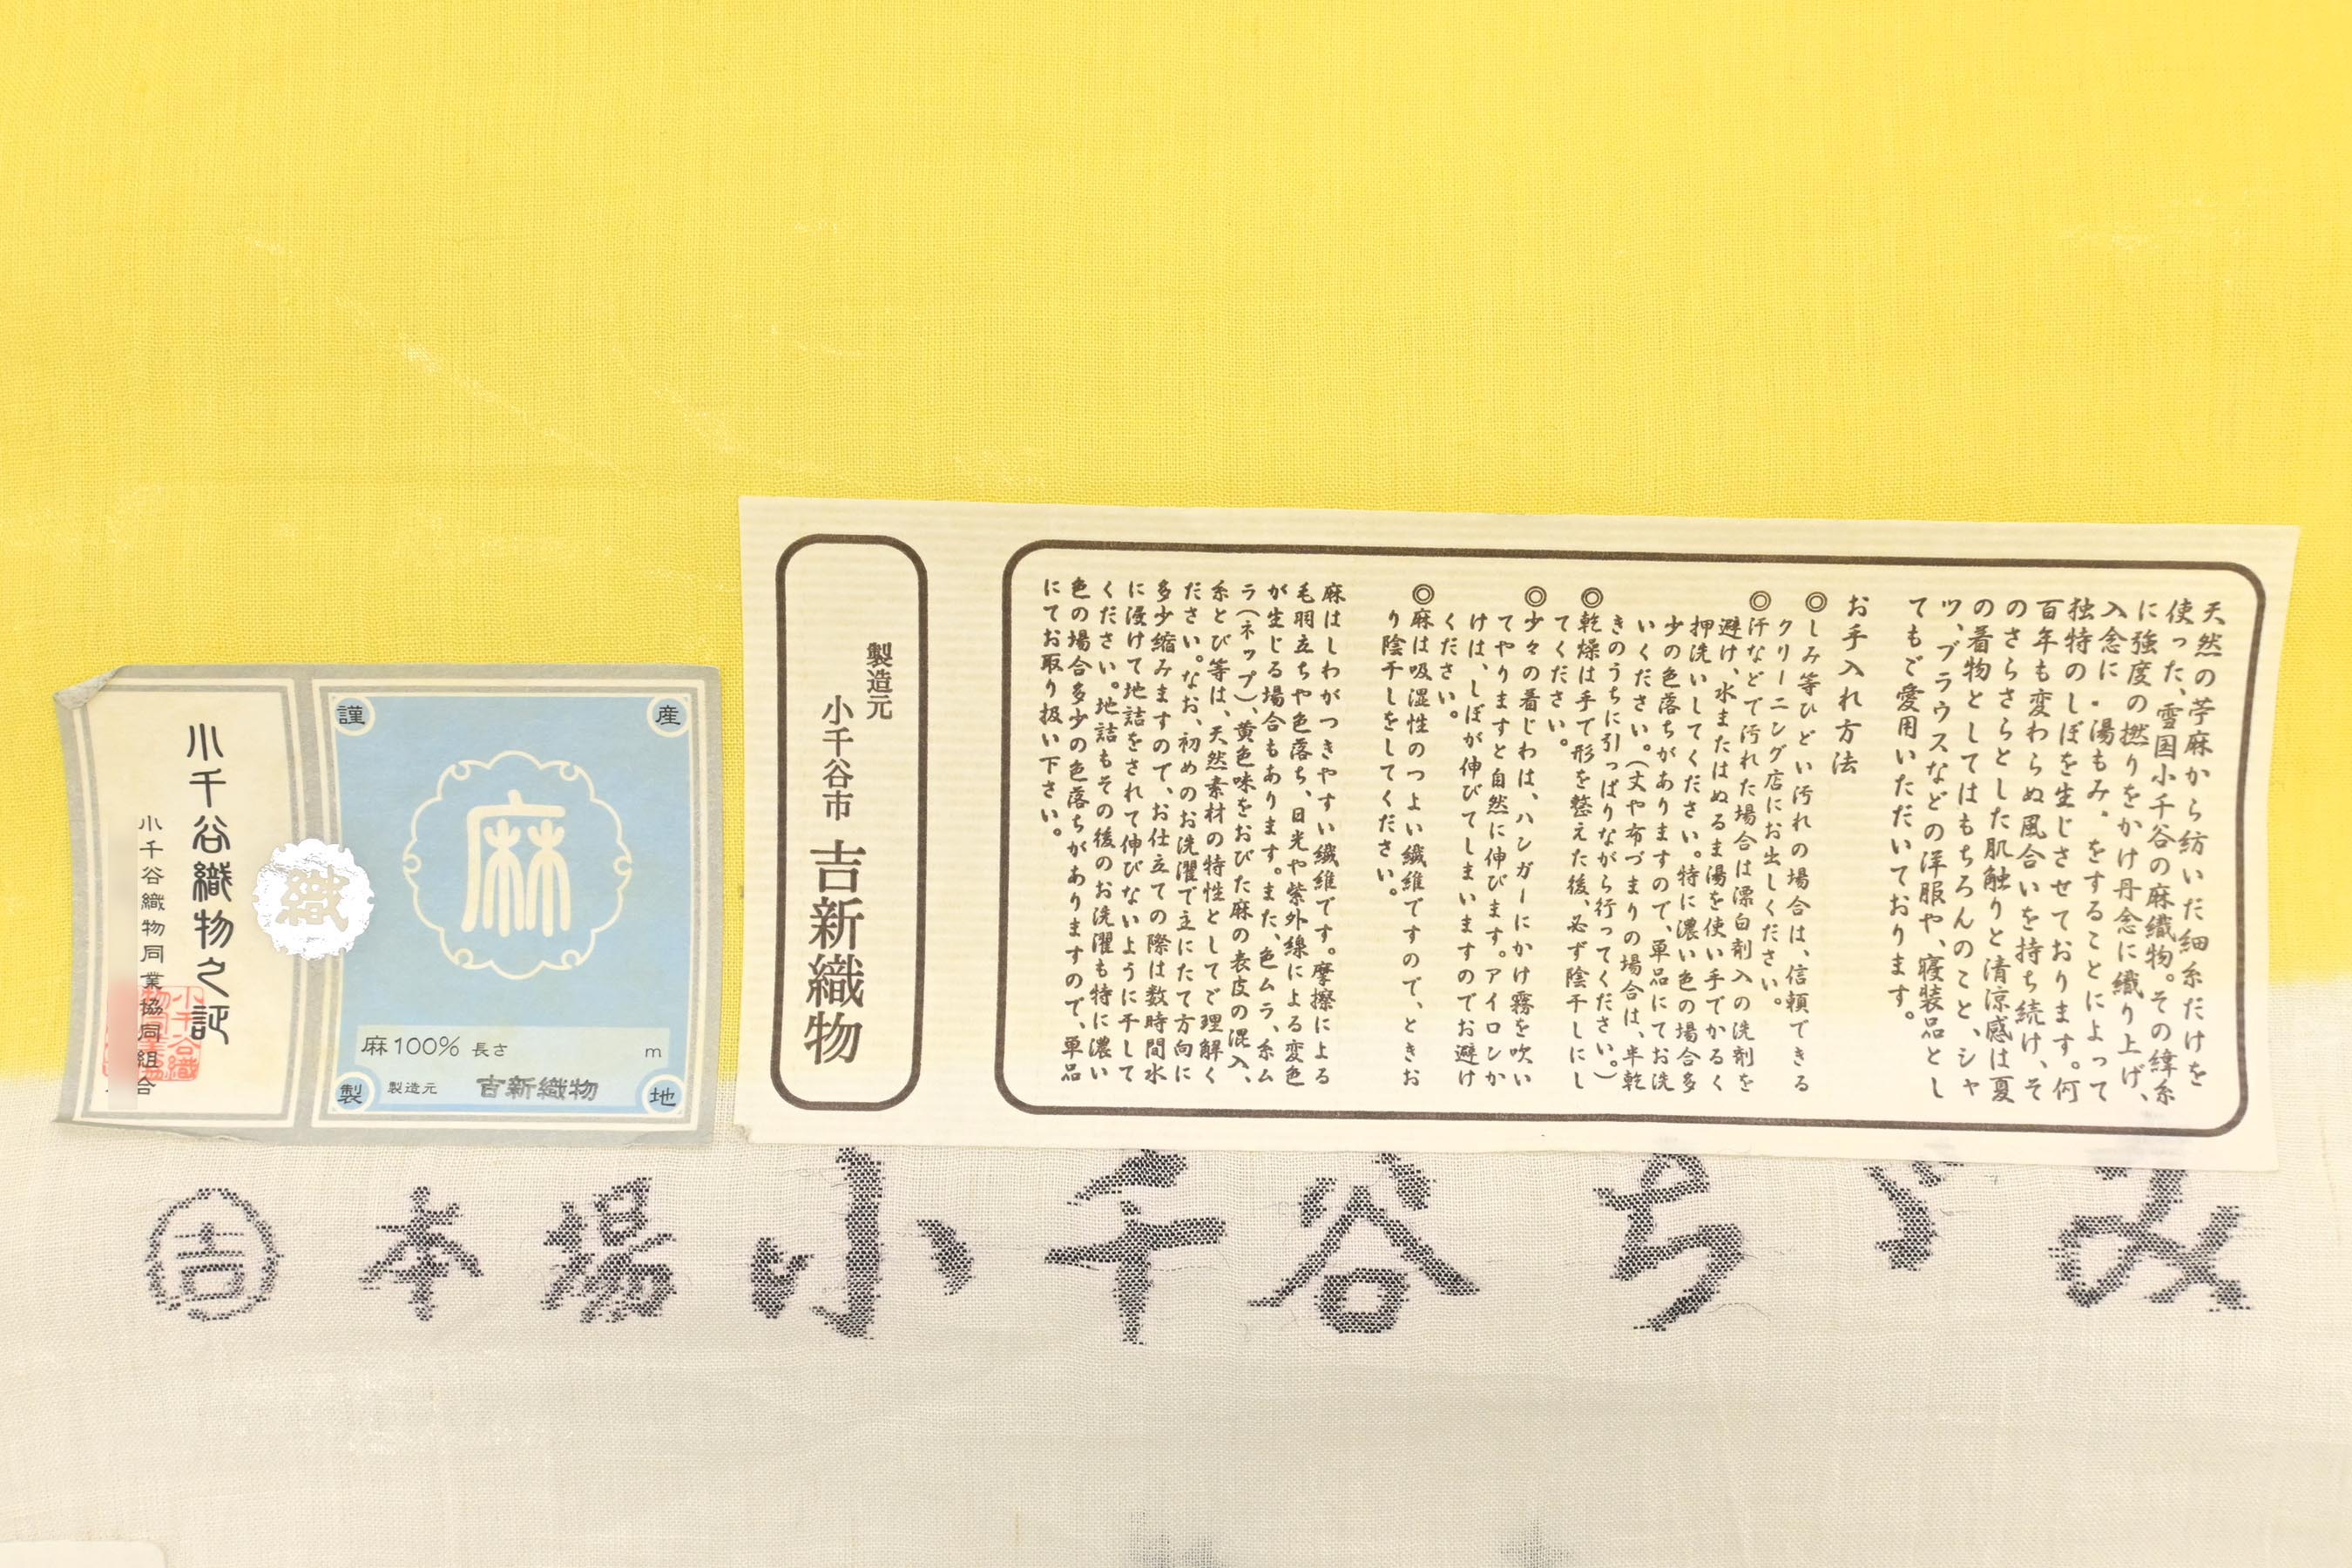 天然の苧麻から紡いだ細糸だけを
使った、雪国小千谷の麻織物。その緯糸
に強度の撚りをかけ丹念に織り上げ、
入念に・湯もみ・をすることによって
独特のしぼを生じさせております。何
百年も変わらぬ風合いを持ち続け、そ
のさらさらとした肌触りと清涼感は夏
の着物としてはもちろんのこと、シャ
ツ、ブラウスなどの洋服や、寝装品とし
てもご愛用いただいております。
お手入れ方法
◎しみ等ひどい汚れの場合は、信頼できる
クリーニング店にお出しください。
◎汗などで汚れた場合は漂白剤入の洗剤を
避け、水またはぬるま湯を使い手でかるく
押洗いしてください。特に濃い色の場合多
少の色落ちがありますので、単品にてお洗
いください。(丈や布づまりの場合は、半乾
きのうちに引っぱりながら行ってください。)
◎乾燥は手で形を整えた後、必ず陰干しにし
てください。
◎少々の着じわは、ハンガーにかけ霧を吹い
てやりますと自然に伸びます。アイロンか
けは、しぼが伸びてしまいますのでお避け
ください。
◎麻は吸湿性のつよい繊維ですので、ときお
り陰干しをしてください。
麻はしわがつきやすい繊維です。摩擦による
毛羽立ちや色落ち、日光や紫外線による変色
が生じる場合もあります。また、色ムラ、糸ム
ラ(ネップ)、黄色味をおびた麻の表皮の混入、
糸とび等は、天然素材の特性としてご理解く
ださい。なお、初めのお洗濯で主にたて方向に
多少縮みますので、お仕立ての際は数時間水
に浸けて地詰をされて伸びないように干して
ください。地詰もその後のお洗濯も特に濃い
色の場合多少の色落ちがありますので、単品
にてお取り扱い下さい。
製造元
小千谷市 吉新織物
謹
産
麻
麻100% 長さ m
製
製造元 吉新織物
地
織
小千谷織物之証
小千谷織物同業協同組合
吉 本場小千谷ちゞみ